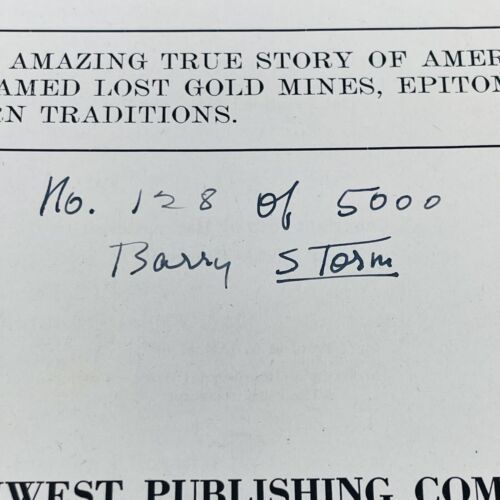 AMAZING TRUE STORY OF AMER
AMED LOST GOLD MINES, EPITOM
RN TRADITIONS.
No. 128 of 5000
Barry Storm
WEST PUBLISHING COM